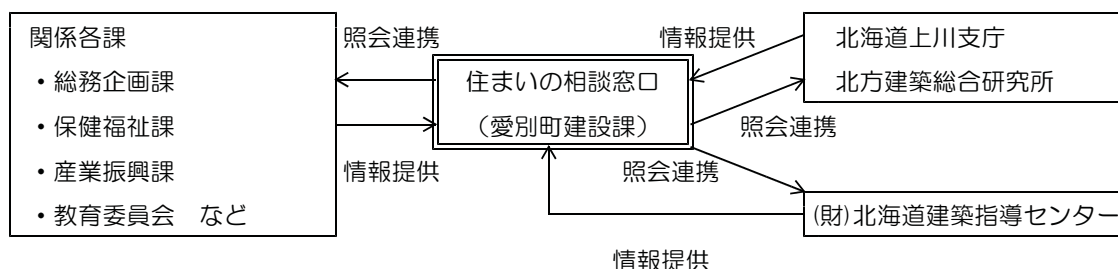 関係各課
・総務企画課
・保健福祉課
・産業振興課
・教育委員会　など
照会連携
情報提供
住まいの相談窓口
（愛別町建設課）
情報提供
照会連携
照会連携
情報提供
北海道上川支庁
北方建築総合研究所
(財)北海道建築指導センター